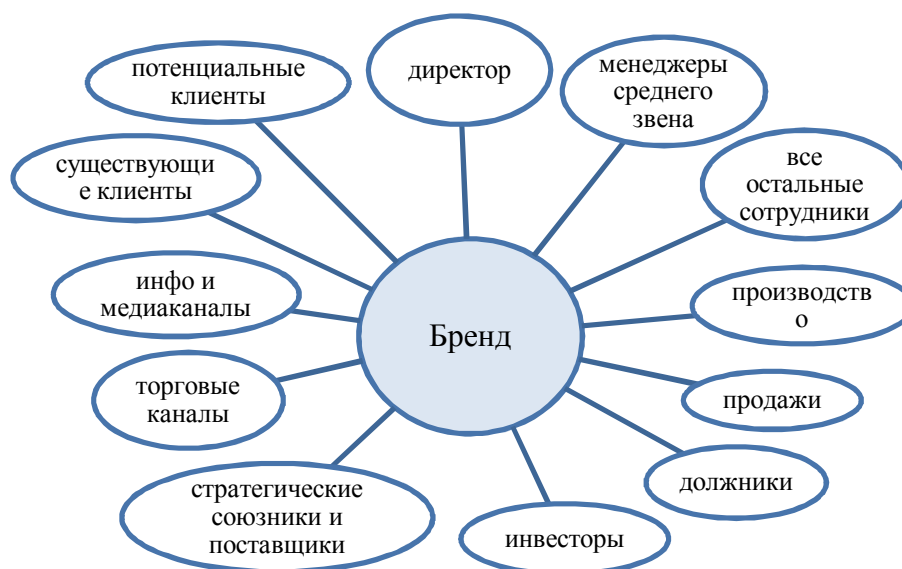 потенциальные
клиенты
директор
менеджеры
среднего
звена
существующи
е клиенты
все
остальные
сотрудники
инфо и
медиаканалы
производств
о
Бренд
торговые
каналы
продажи
стратегические
союзники и
поставщики
должники
инвесторы